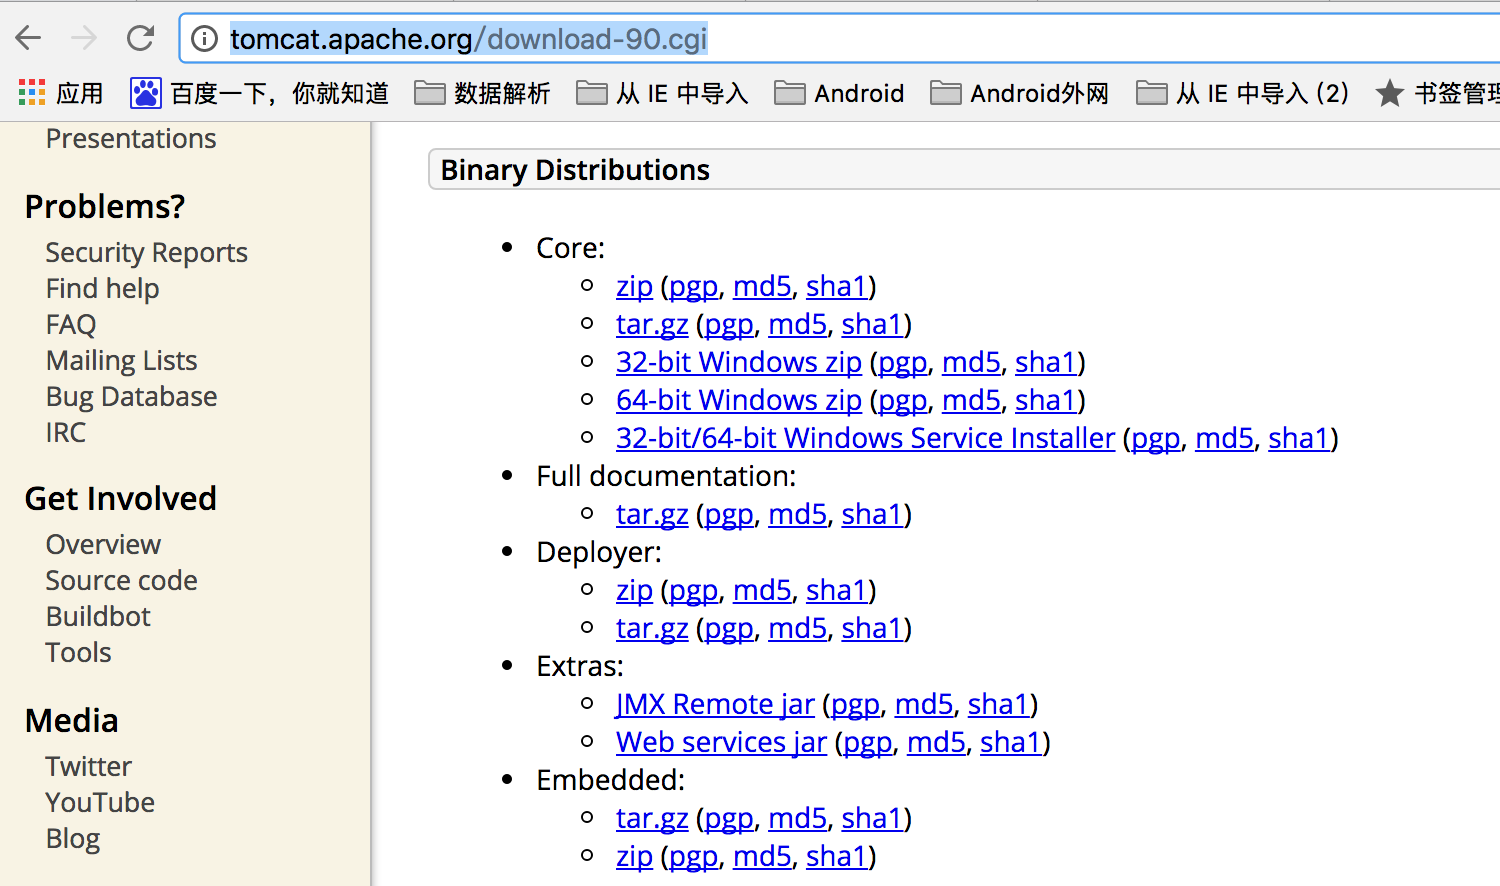 tomcat.apache.org/download-90.cgi
应用 百度一下，你就知道 数据解析 从 IE 中导入 Android Android外网 从 IE 中导入 (2) 书签管理
Presentations
Problems?
Security Reports
Find help
FAQ
Mailing Lists
Bug Database
IRC
Get Involved
Overview
Source code
Buildbot
Tools
Media
Twitter
YouTube
Blog
Binary Distributions
Core:
zip (pgp, md5, sha1)
tar.gz (pgp, md5, sha1)
32-bit Windows zip (pgp, md5, sha1)
64-bit Windows zip (pgp, md5, sha1)
32-bit/64-bit Windows Service Installer (pgp, md5, sha1)
Full documentation:
tar.gz (pgp, md5, sha1)
Deployer:
zip (pgp, md5, sha1)
tar.gz (pgp, md5, sha1)
Extras:
JMX Remote jar (pgp, md5, sha1)
Web services jar (pgp, md5, sha1)
Embedded:
tar.gz (pgp, md5, sha1)
zip (pgp, md5, sha1)